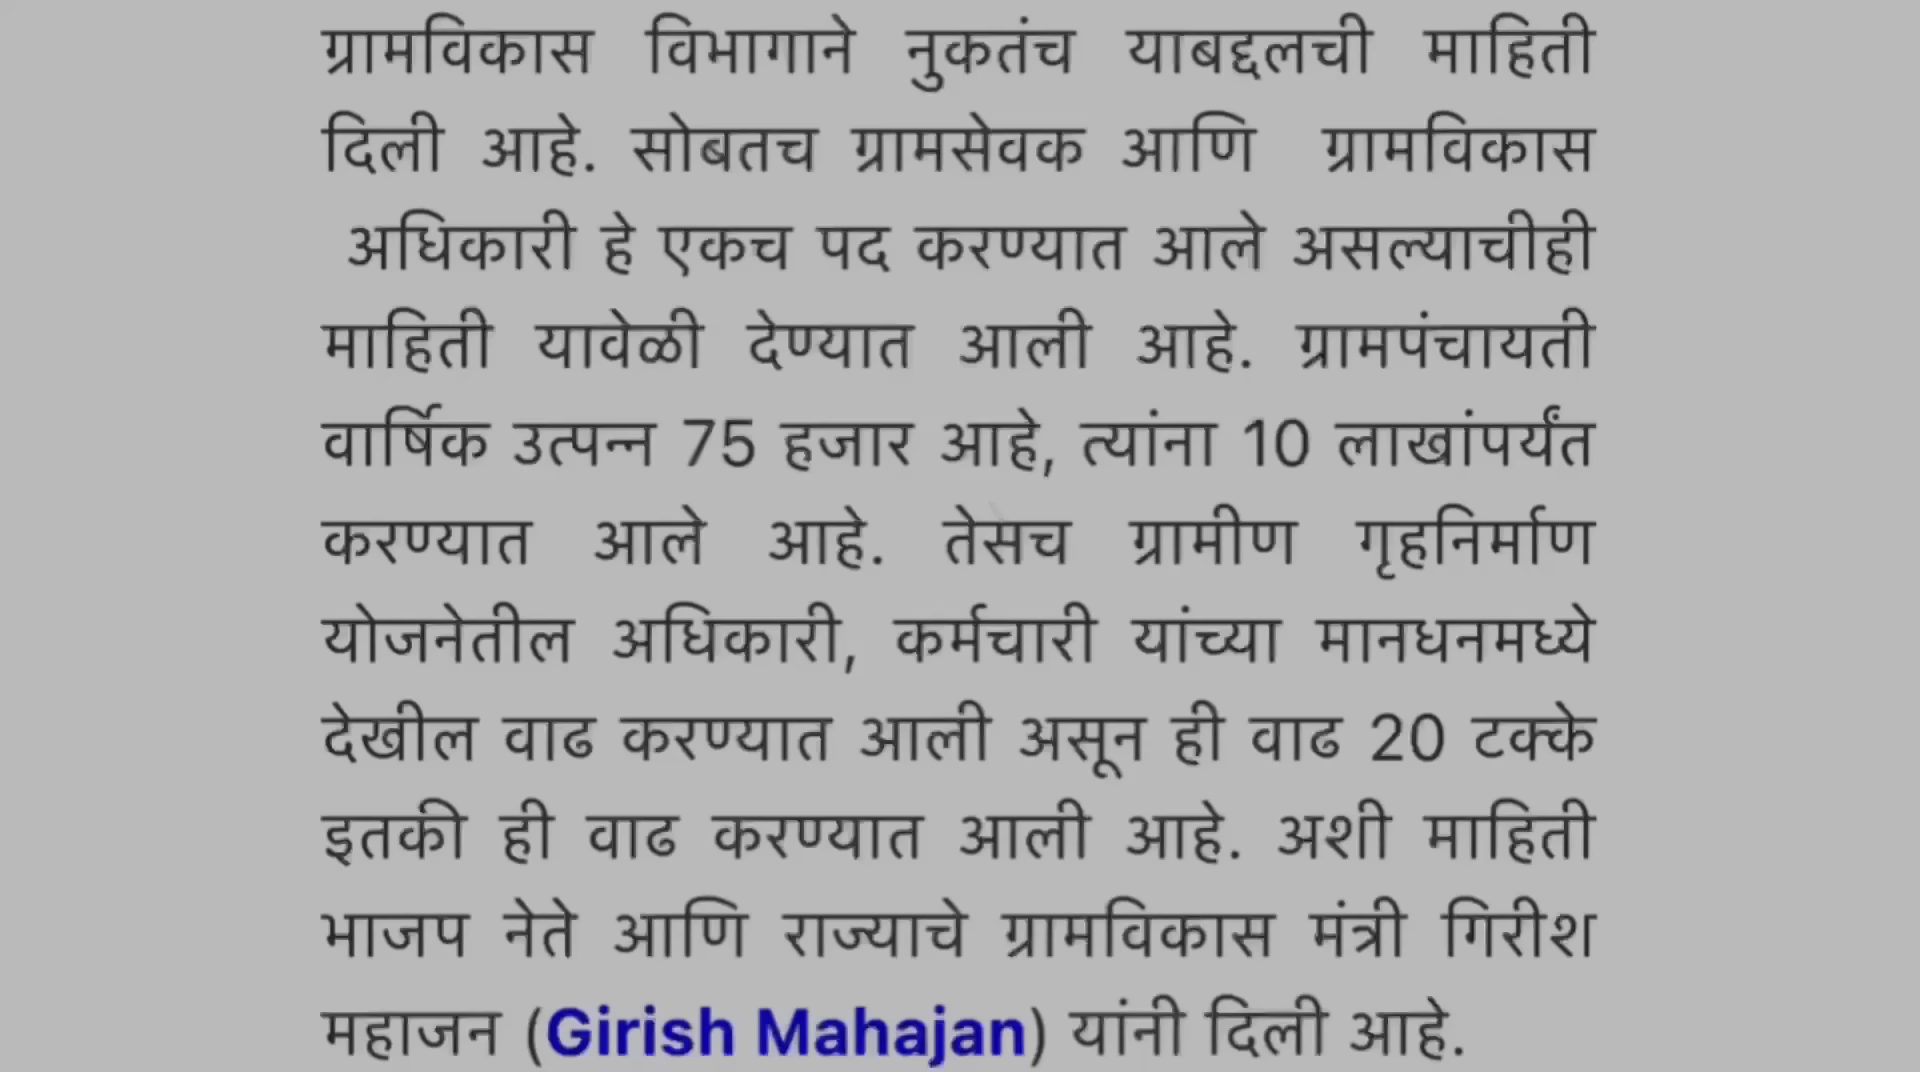 ग्रामविकास विभागाने नुकतंच याबद्दलची माहिती
दिली आहे. सोबतच ग्रामसेवक आणि ग्रामविकास
अधिकारी हे एकच पद करण्यात आले असल्याचीही
माहिती यावेळी देण्यात आली आहे. ग्रामपंचायती
वार्षिक उत्पन्न 75 हजार आहे, त्यांना 10 लाखांपर्यंत
करण्यात आले आहे. तेसच ग्रामीण गृहनिर्माण
योजनेतील अधिकारी, कर्मचारी यांच्या मानधनमध्ये
देखील वाढ करण्यात आली असून ही वाढ 20 टक्के
इतकी ही वाढ करण्यात आली आहे. अशी माहिती
भाजप नेते आणि राज्याचे ग्रामविकास मंत्री गिरीश
महाजन (Girish Mahajan) यांनी दिली आहे.